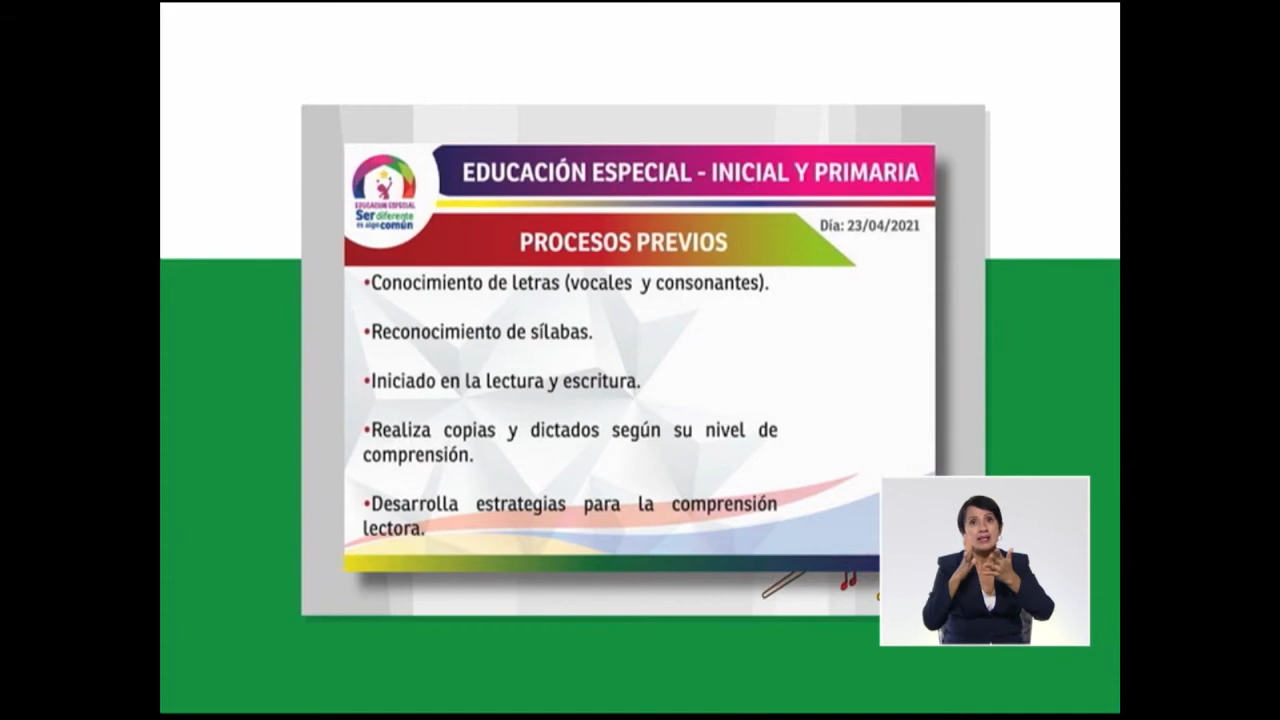 EDUCACIÓN ESPECIAL - INICIAL Y PRIMARIA
EDUCACIÓN ESPECIAL
Ser diferente
es algo común
Día: 23/04/2021
PROCESOS PREVIOS
•Conocimiento de letras (vocales y consonantes).
•Reconocimiento de sílabas.
•Iniciado en la lectura y escritura.
•Realiza copias y dictados según su nivel de
comprensión.
•Desarrolla estrategias para la comprensión
lectora.